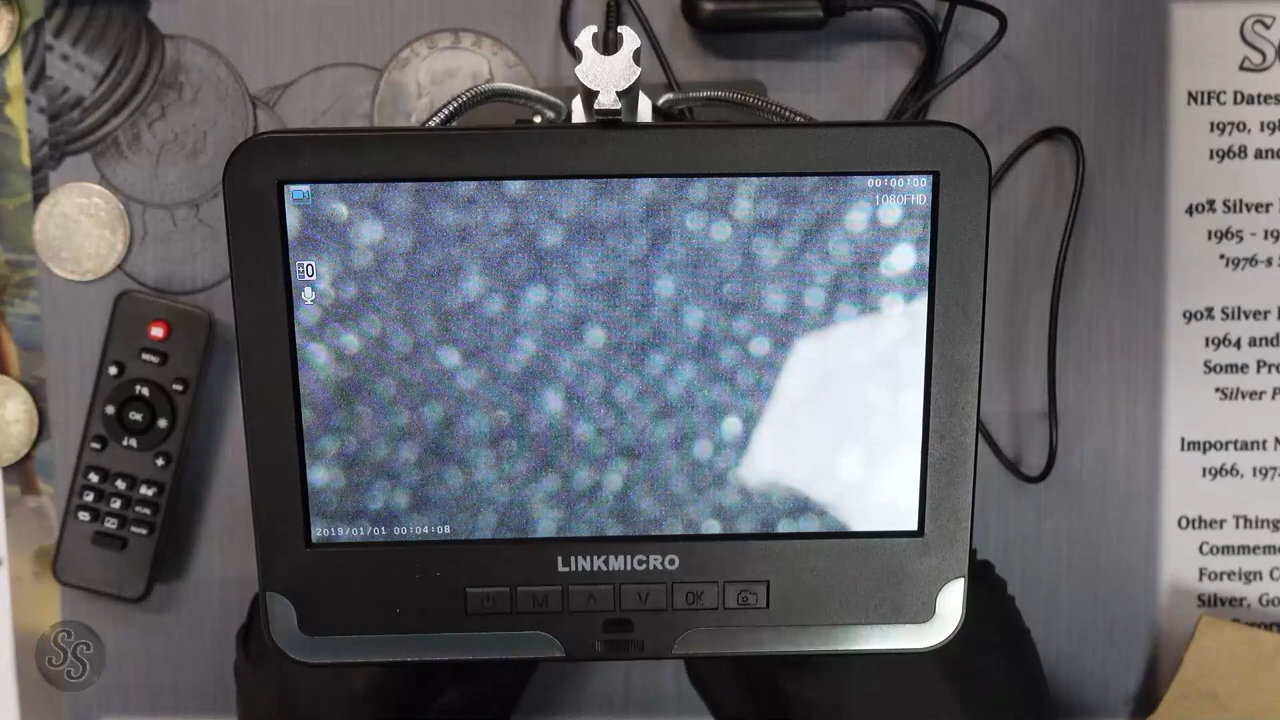 00:00:00
1080FHD
±0
2019/01/01 00:04:08
LINKMICRO
M
OK
MENU
OK
SS
NIFC Dates
1968 and
40% Silver
1965 - 19
*1976-s
90% Silver
1964 and
Some Pro
*Silver P
Important N
1966, 197
Other Thing
Commem
Foreign C
Silver, Go